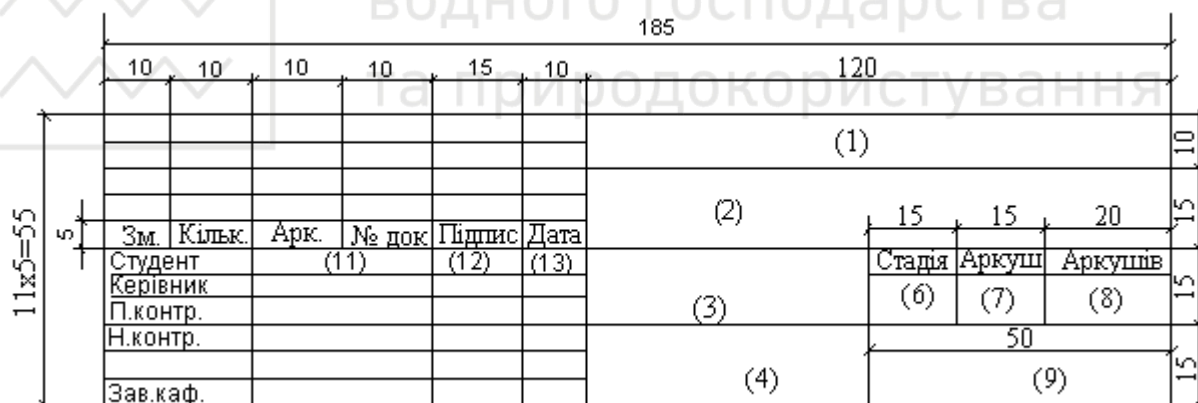 водного господарства
185
10 10 10 10 15 10 120
та природокористування
(1) 10
(2) 15
15 15 20
11x5=55
5
Зм. Кільк. Арк. № док Підпис Дата
Студент (11) (12) (13) Стадія Аркуш Аркушів
Керівник (6) (7) (8) 15
П.контр. (3)
Н.контр. 50
(4) (9) 15
Зав.каф.